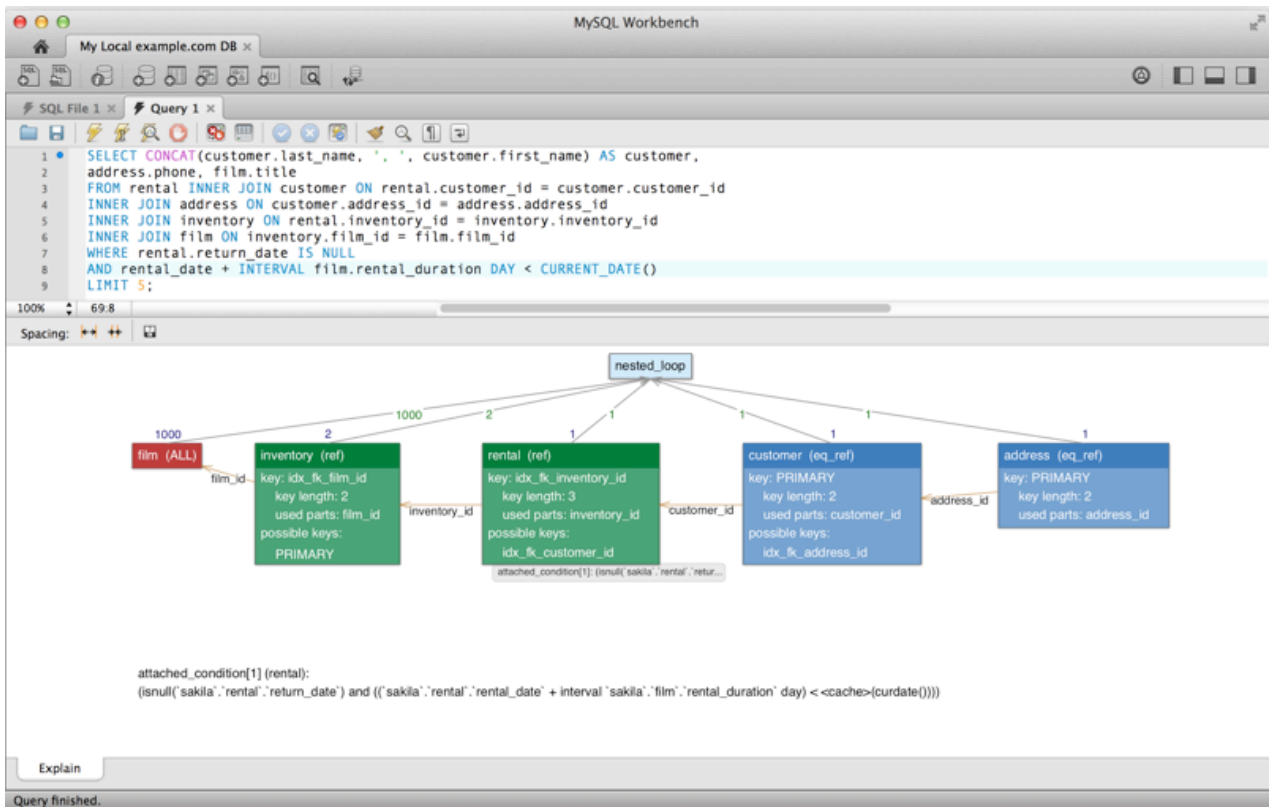 MySQL Workbench
My Local example.com DB ×
SQL File 1 ×
Query 1 ×
1 SELECT CONCAT(customer.last_name, ', ', customer.first_name) AS customer,
2 address.phone, film.title
3 FROM rental INNER JOIN customer ON rental.customer_id = customer.customer_id
4 INNER JOIN address ON customer.address_id = address.address_id
5 INNER JOIN inventory ON rental.inventory_id = inventory.inventory_id
6 INNER JOIN film ON inventory.film_id = film.film_id
7 WHERE rental.return_date IS NULL
8 AND rental_date + INTERVAL film.rental_duration DAY < CURRENT_DATE()
9 LIMIT 5;
100% 69:8
Spacing:
nested_loop
1000 2 1 1 1
1000 2 1 1 1
film (ALL)
film_id
inventory (ref)
key: idx_fk_film_id
key length: 2
used parts: film_id
possible keys:
PRIMARY
inventory_id
rental (ref)
key: idx_fk_inventory_id
key length: 3
used parts: inventory_id
possible keys:
idx_fk_customer_id
attached_condition[1]: (isnull(`sakila`.`rental`.`retur...
customer_id
customer (eq_ref)
key: PRIMARY
key length: 2
used parts: customer_id
possible keys:
idx_fk_address_id
address_id
address (eq_ref)
key: PRIMARY
key length: 2
used parts: address_id
attached_condition[1] (rental):
(isnull(`sakila`.`rental`.`return_date`) and ((`sakila`.`rental`.`rental_date` + interval `sakila`.`film`.`rental_duration` day) < <cache>(curdate())))
Explain
Query finished.